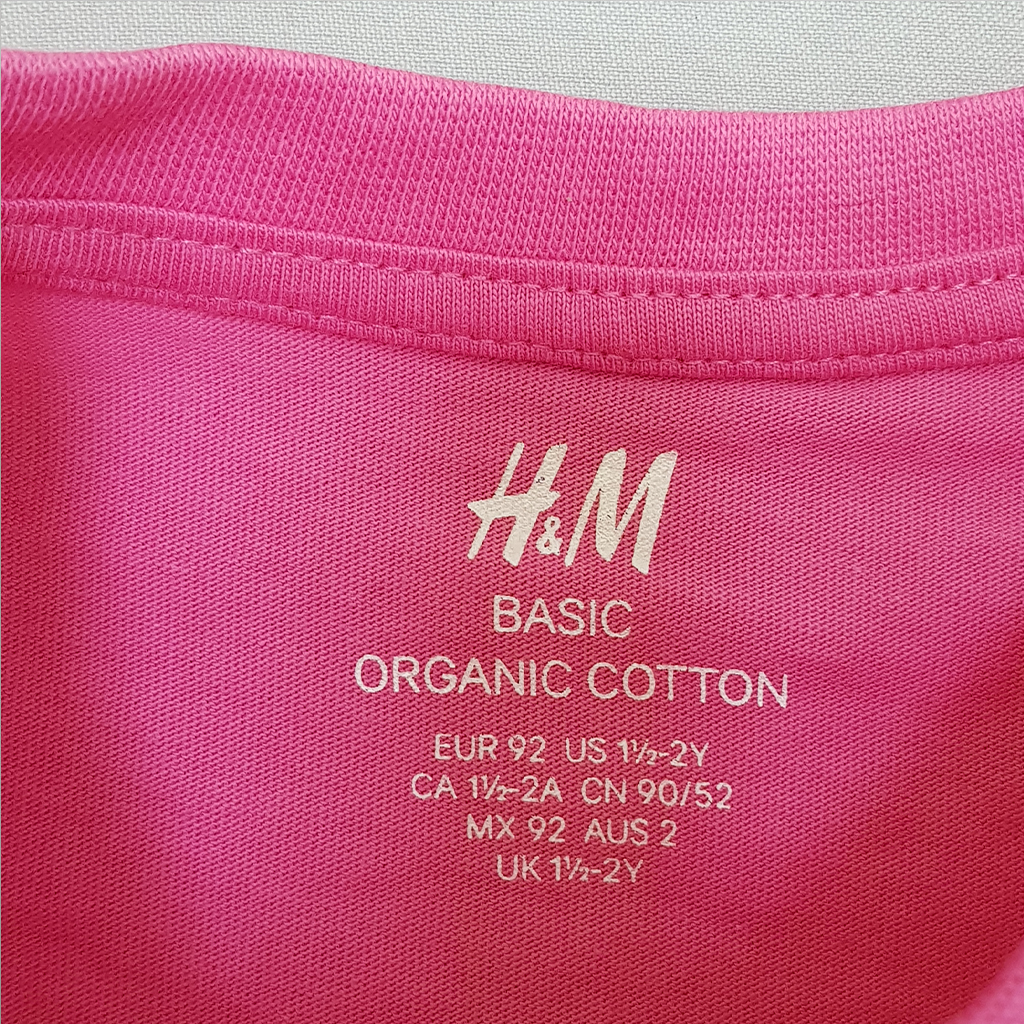 H&M
BASIC
ORGANIC COTTON
EUR 92 US 1½-2Y
CA 1½-2A CN 90/52
MX 92 AUS 2
UK 1½-2Y